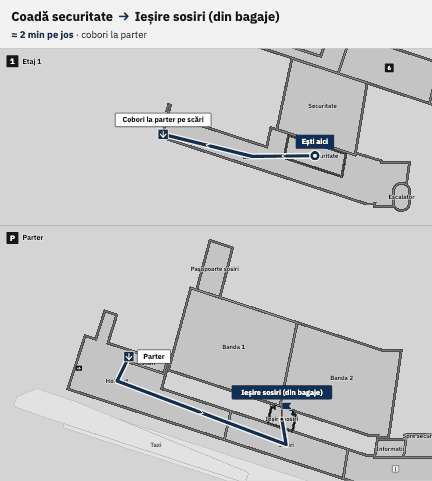 Coadă securitate → Ieșire sosiri (din bagaje)
≈ 2 min pe jos · cobori la parter
1 Etaj 1
6
Securitate
Cobori la parter pe scări
Ești aici
Escalator
P Parter
Pașapoarte sosiri
Banda 1
Parter
Banda 2
Ieșire sosiri (din bagaje)
Taxi
Informații
i